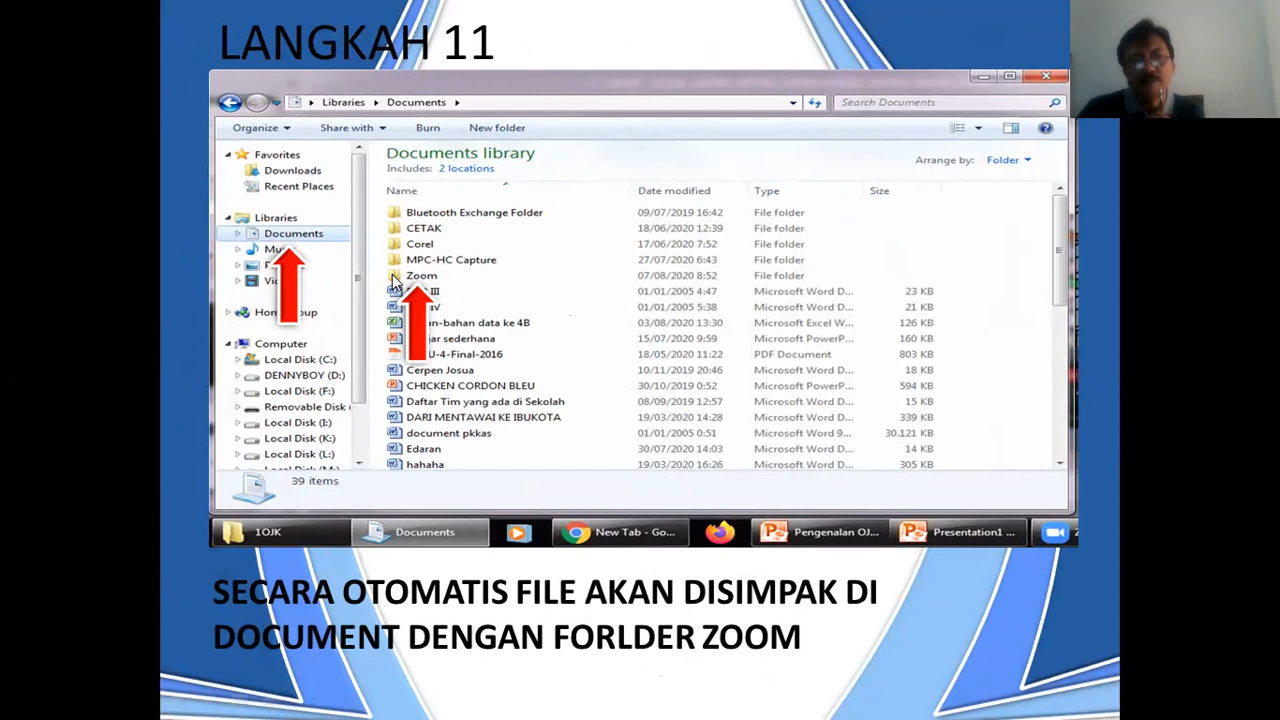 LANGKAH 11
Libraries Documents
Search Documents
Organize Share with Burn New folder
Documents library
Includes: 2 locations
Arrange by: Folder
Name Date modified Type Size
Favorites
Downloads
Recent Places
Libraries
Documents
Computer
Local Disk (C:)
DENNYBOY (D:)
Local Disk (F:)
Removable Disk
Local Disk (I:)
Local Disk (K:)
Local Disk (L:)
Bluetooth Exchange Folder 09/07/2019 16:42 File folder
CETAK 18/06/2020 12:39 File folder
Corel 17/06/2020 7:52 File folder
MPC-HC Capture 27/07/2020 6:43 File folder
Zoom 07/08/2020 8:52 File folder
III 01/01/2005 4:47 Microsoft Word D... 23 KB
01/01/2005 5:38 Microsoft Word D... 21 KB
n-bahan data ke 4B 03/08/2020 13:30 Microsoft Excel W... 126 KB
jar sederhana 15/07/2020 9:59 Microsoft PowerP... 160 KB
U-4-Final-2016 18/05/2020 11:22 PDF Document 803 KB
Cerpen Josua 10/11/2019 20:46 Microsoft Word D... 18 KB
CHICKEN CORDON BLEU 30/10/2019 0:52 Microsoft PowerP... 594 KB
Daftar Tim yang ada di Sekolah 08/09/2019 12:57 Microsoft Word D... 15 KB
DARI MENTAWAI KE IBUKOTA 19/03/2020 14:28 Microsoft Word D... 339 KB
document pkkas 01/01/2005 0:51 Microsoft Word 9... 30.121 KB
Edaran 30/07/2020 14:03 Microsoft Word D... 14 KB
hahaha 19/03/2020 16:26 Microsoft Word D... 305 KB
39 items
1OJK Documents New Tab - Go... Pengenalan OJ... Presentation1 ...
SECARA OTOMATIS FILE AKAN DISIMPAK DI
DOCUMENT DENGAN FORLDER ZOOM